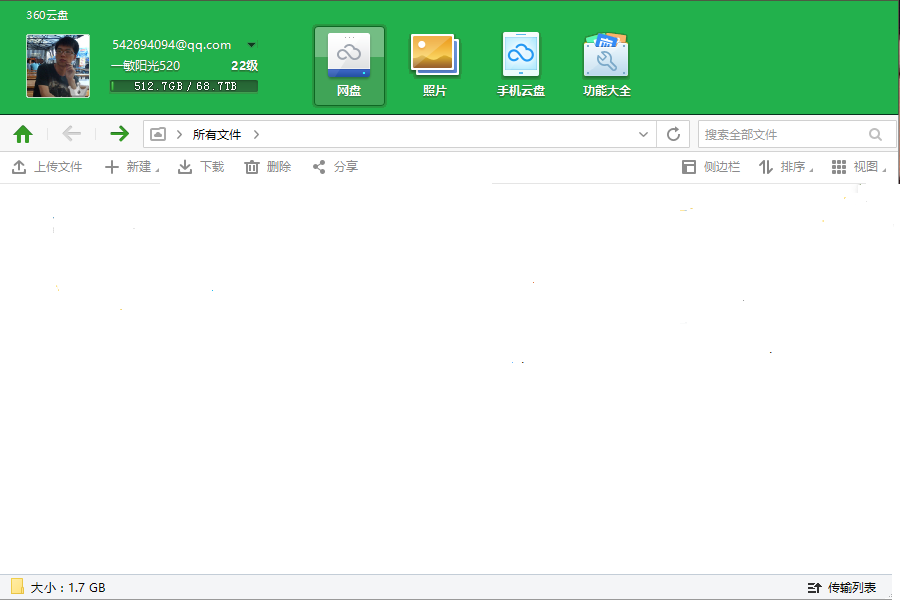 360云盘
542694094@qq.com
一敏阳光520 22级
512.7GB / 68.7TB
网盘 照片 手机云盘 功能大全
所有文件
搜索全部文件
上传文件 新建 下载 删除 分享 侧边栏 排序 视图
大小：1.7 GB
传输列表